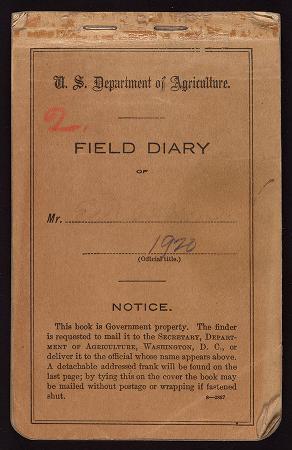 U. S. Department of Agriculture.
2.
FIELD DIARY
OF
Mr.
1920
(Official title.)
NOTICE.
This book is Government property. The finder
is requested to mail it to the SECRETARY, DEPART-
MENT OF AGRICULTURE, WASHINGTON, D. C., or
deliver it to the official whose name appears above.
A detachable addressed frank will be found on the
last page; by tying this on the cover the book may
be mailed without postage or wrapping if fastened
shut.
8—2667